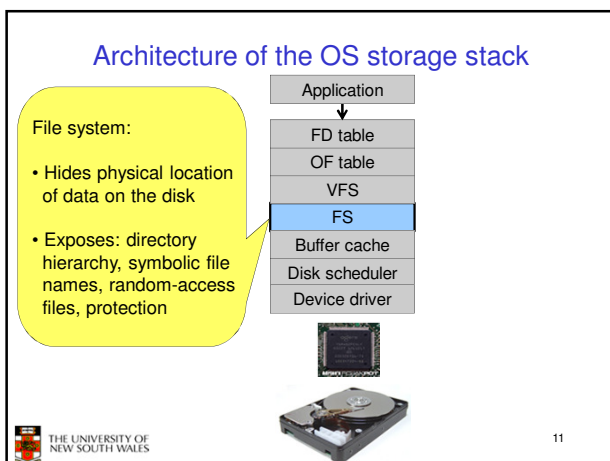 Architecture of the OS storage stack
File system:
• Hides physical location
of data on the disk
• Exposes: directory
hierarchy, symbolic file
names, random-access
files, protection
Application
FD table
OF table
VFS
FS
Buffer cache
Disk scheduler
Device driver
THE UNIVERSITY OF
NEW SOUTH WALES
11